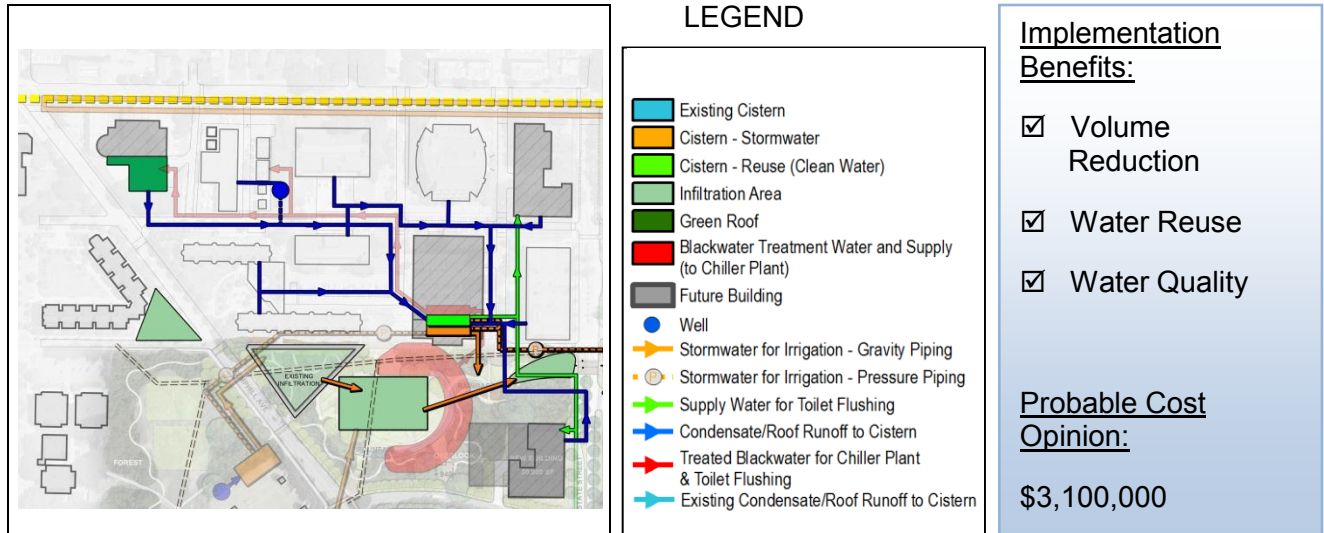 LEGEND
Existing Cistern
Cistern - Stormwater
Cistern - Reuse (Clean Water)
Infiltration Area
Green Roof
Blackwater Treatment Water and Supply
(to Chiller Plant)
Future Building
Well
Stormwater for Irrigation - Gravity Piping
P
Stormwater for Irrigation - Pressure Piping
Supply Water for Toilet Flushing
Condensate/Roof Runoff to Cistern
Treated Blackwater for Chiller Plant
& Toilet Flushing
Existing Condensate/Roof Runoff to Cistern
Implementation
Benefits:
☑ Volume
Reduction
☑ Water Reuse
☑ Water Quality
Probable Cost
Opinion:
$3,100,000
P
P
EXISTING
INFILTRATION
FOREST
STATE STREET